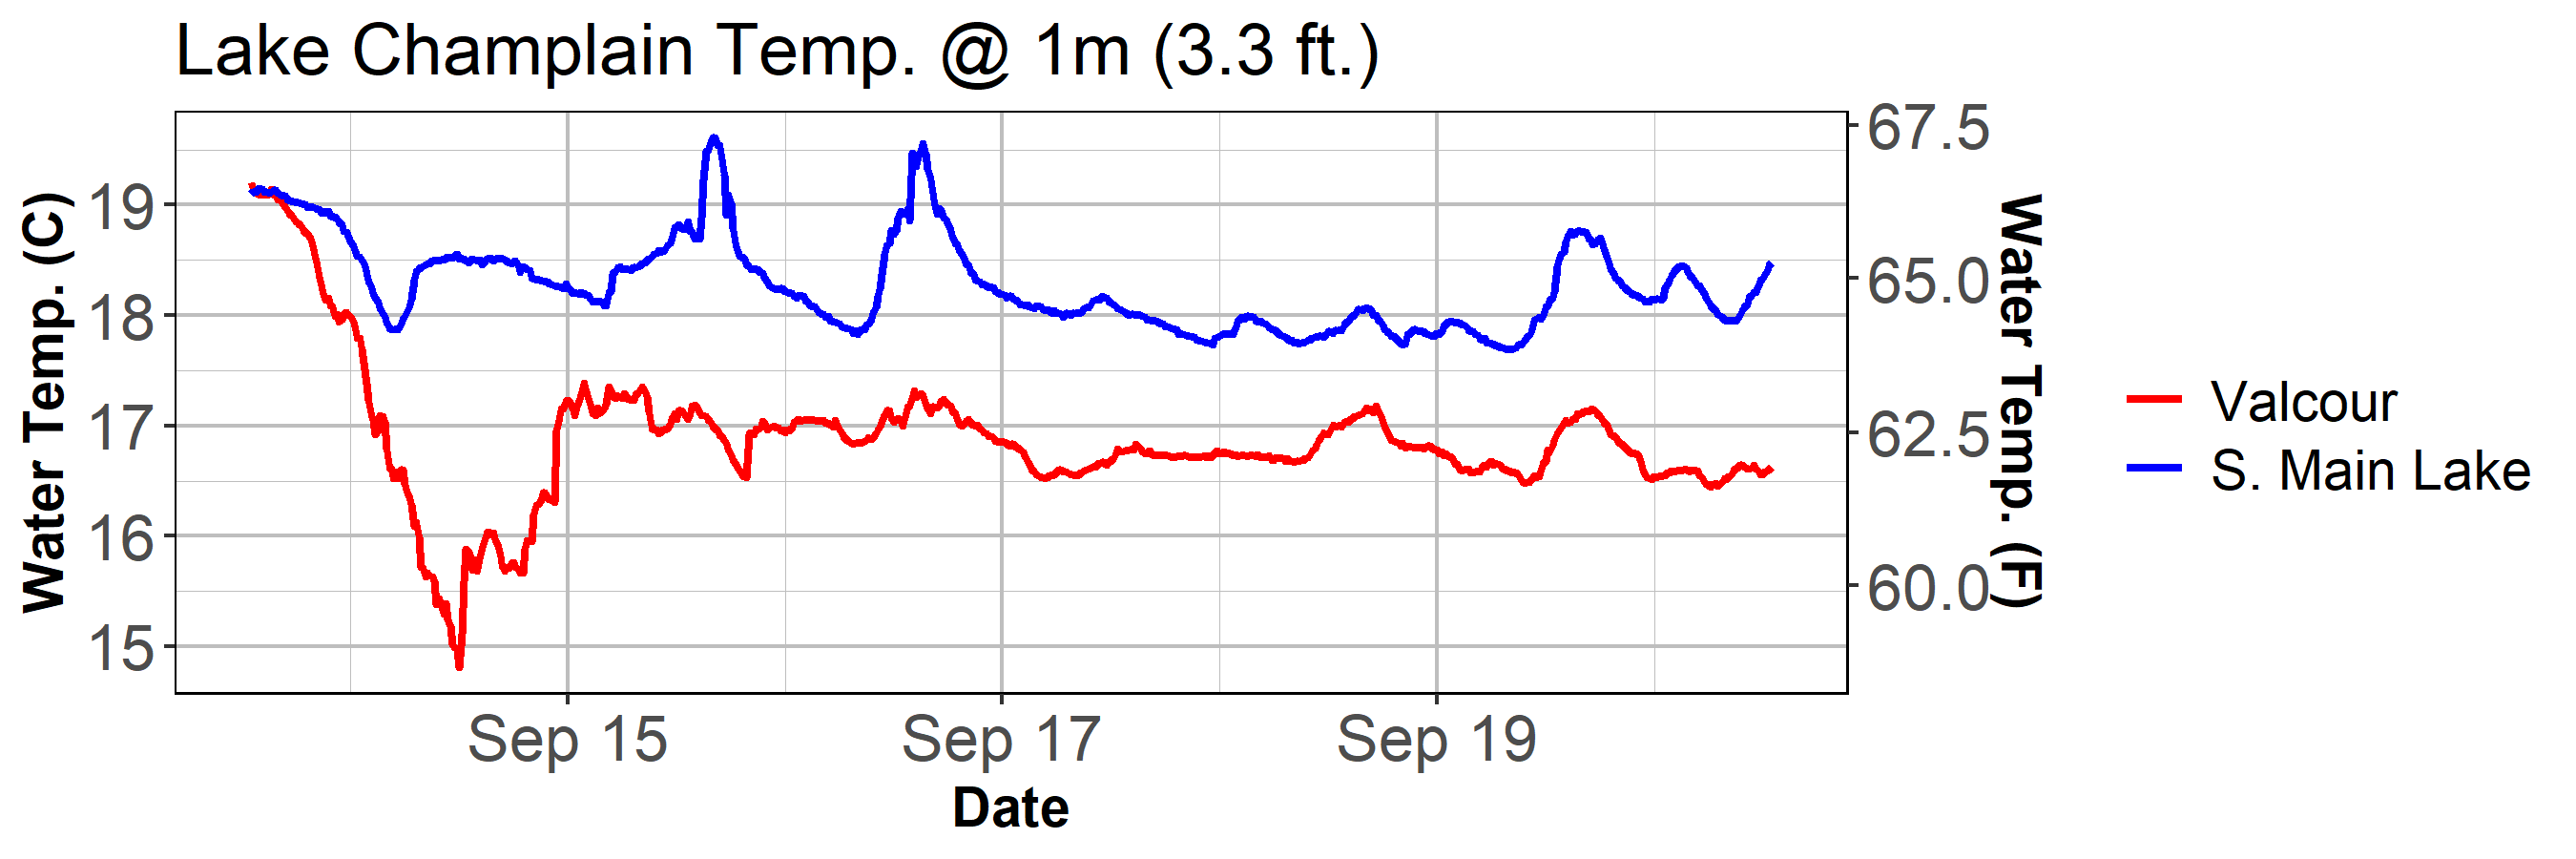 Lake Champlain Temp. @ 1m (3.3 ft.)
Water Temp. (C)
19
18
17
16
15
67.5
65.0
62.5
60.0
Water Temp. (F)
Sep 15
Sep 17
Sep 19
Date
Valcour
S. Main Lake